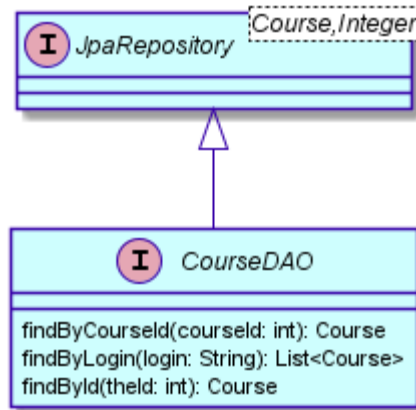 Course,Integer
I JpaRepository
I CourseDAO
findByCourseId(courseId: int): Course
findByLogin(login: String): List<Course>
findById(theId: int): Course